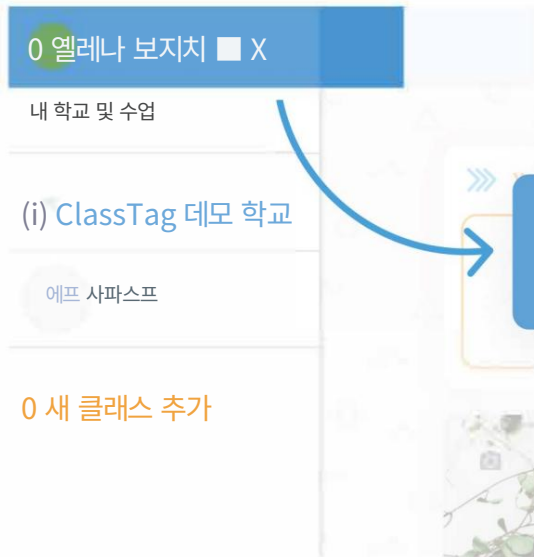 0 옐레나 보지치 ■ X
내 학교 및 수업
(i) ClassTag 데모 학교
에프 사파스프
0 새 클래스 추가